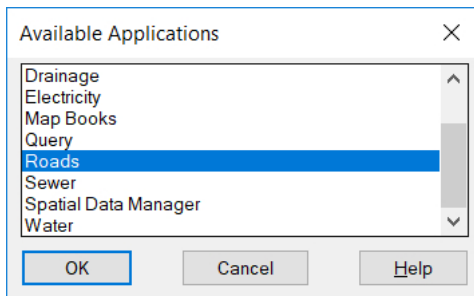 Available Applications
Drainage
Electricity
Map Books
Query
Roads
Sewer
Spatial Data Manager
Water
OK Cancel Help